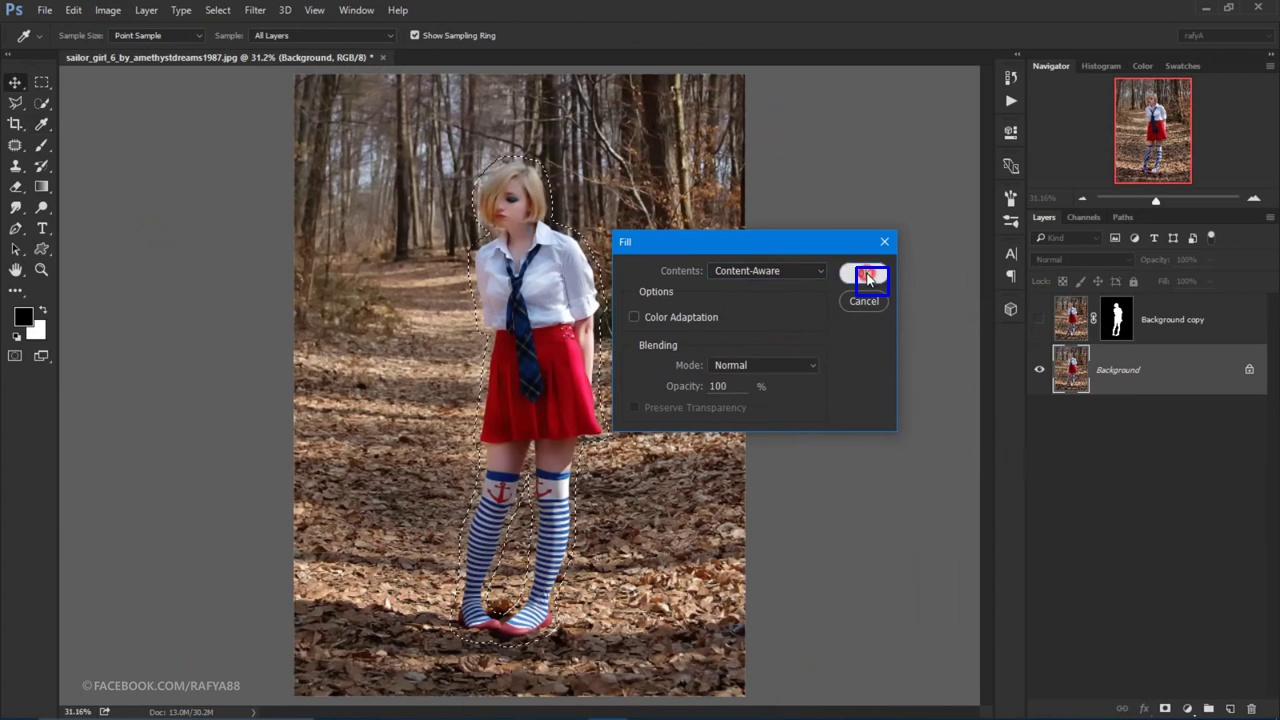 Ps File Edit Image Layer Type Select Filter 3D View Window Help
Sample Size: Point Sample Sample: All Layers Show Sampling Ring rafyA
sailor_girl_6_by_amethystdreams1987.jpg @ 31.2% (Background, RGB/8) *
Navigator Histogram Color Swatches
31.16%
Layers Channels Paths
Kind
Normal Opacity: 100%
Lock: Fill: 100%
Background copy
Background
Fill
Contents: Content-Aware
Options
Cancel
Color Adaptation
Blending
Mode: Normal
Opacity: 100 %
Preserve Transparency
©FACEBOOK.COM/RAFYA88
31.16% Doc: 13.0M/30.2M